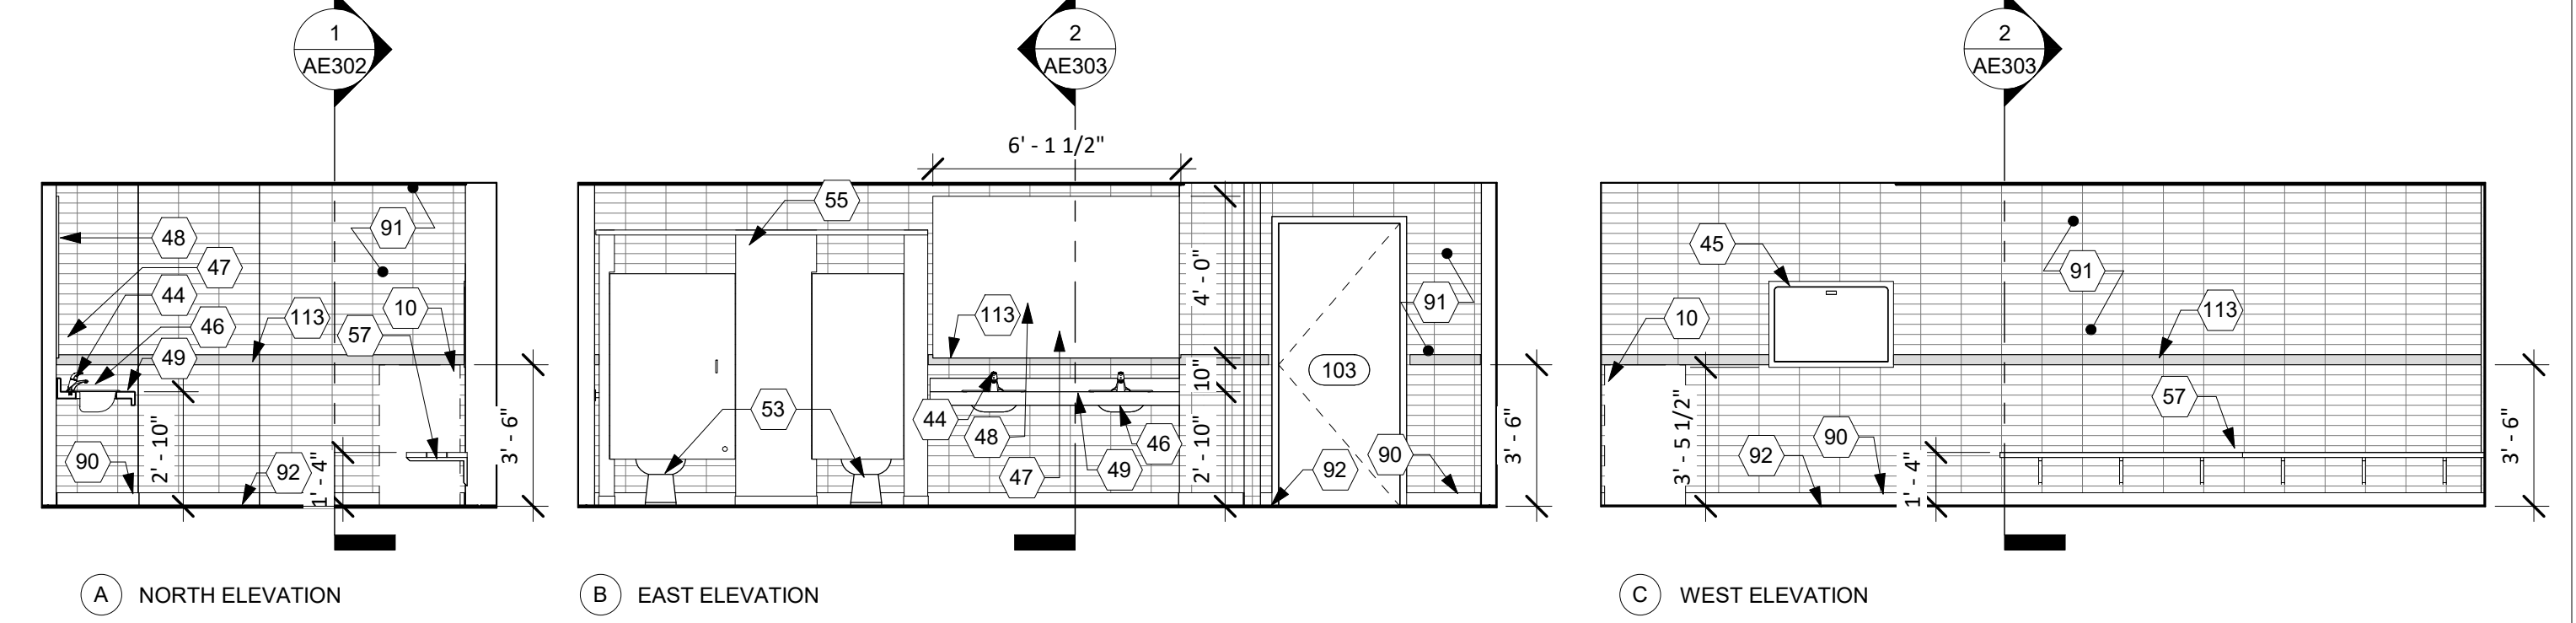 1
AE302
2
AE303
2
AE303
6' - 1 1/2"
48
47
44
46
49
90
113
91
10
57
92
2' - 10"
1' - 4"
3' - 6"
A NORTH ELEVATION
55
53
113
44
48
47
46
49
4' - 0"
10"
2' - 10"
103
91
92
90
3' - 6"
B EAST ELEVATION
45
10
91
113
57
92
90
3' - 5 1/2"
1' - 4"
3' - 6"
C WEST ELEVATION